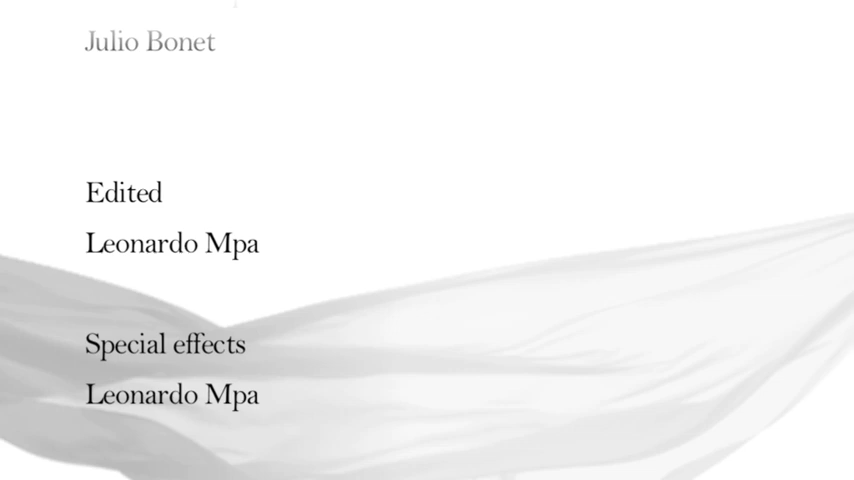 Julio Bonet
Edited
Leonardo Mpa
Special effects
Leonardo Mpa